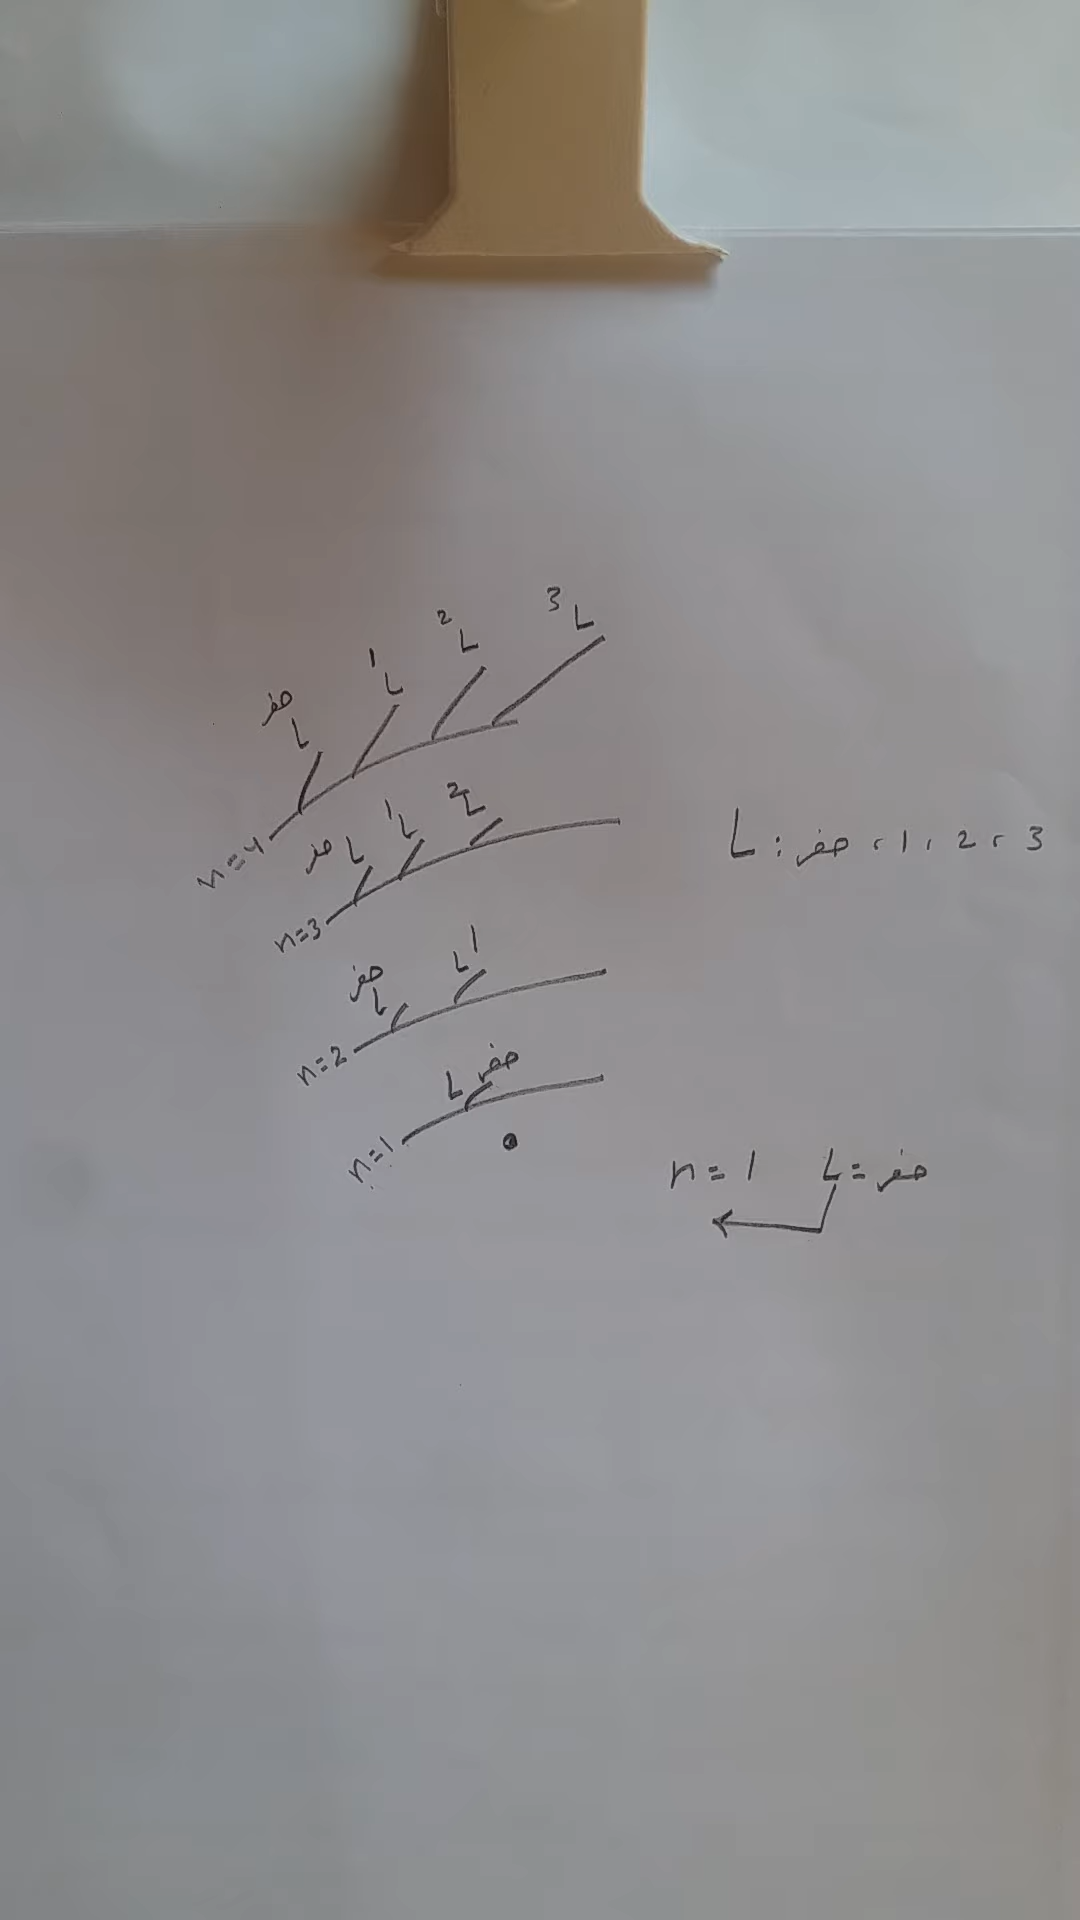 3 L
2 L
1 L
صفر L
n=4
2 L
1 L
صفر L
n=3
L : صفر ، 1 ، 2 ، 3
L 1
صفر L
n=2
L صفر
n=1
n=1 L=صفر